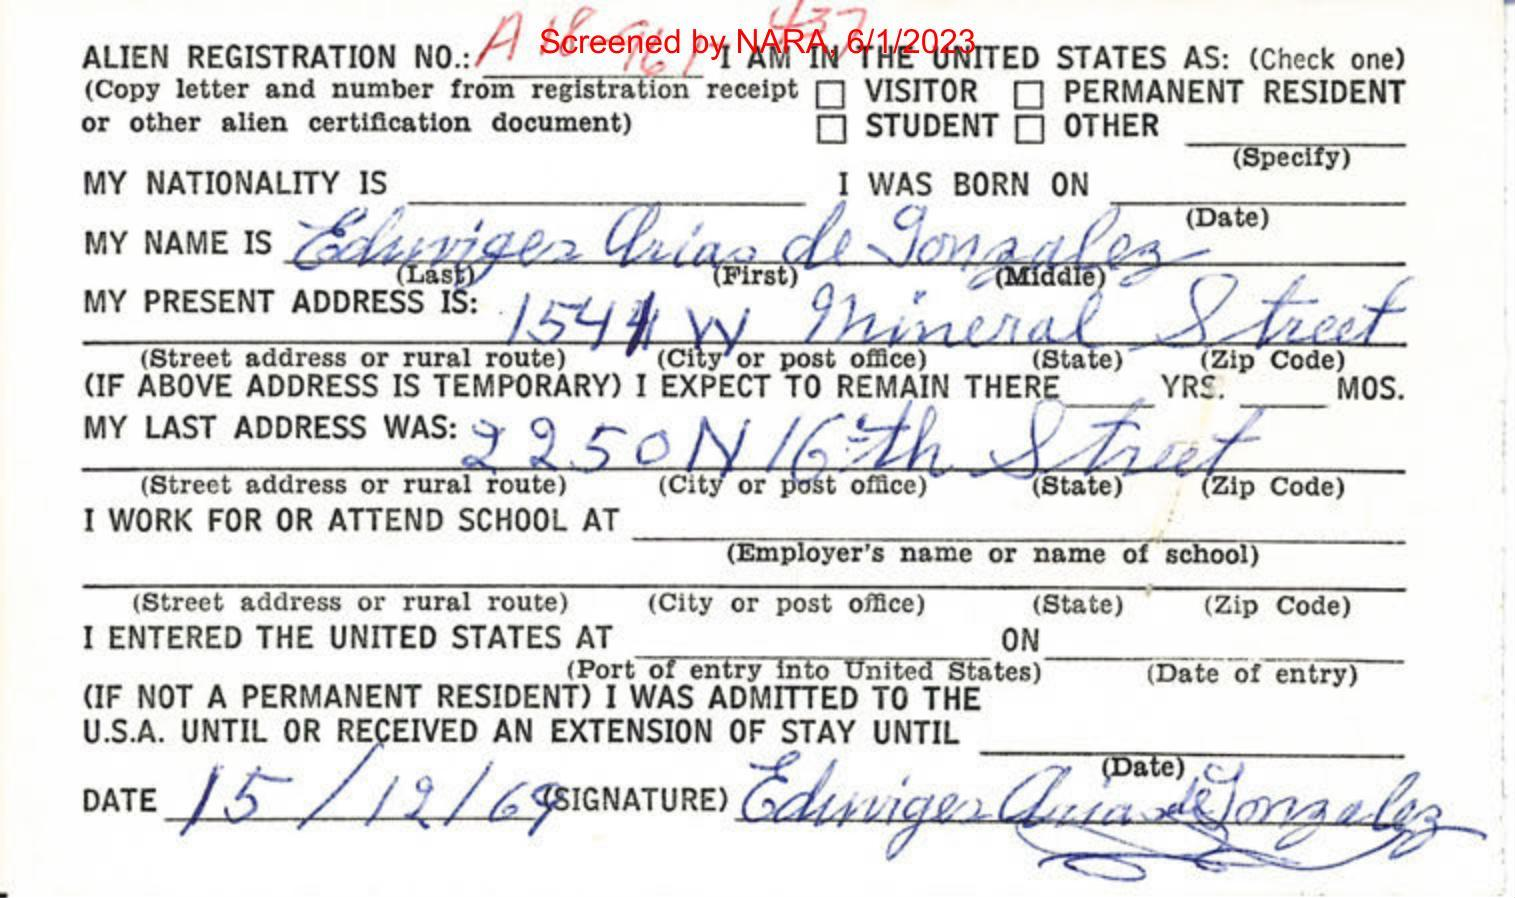 Screened by NARA, 6/1/2023
ALIEN REGISTRATION NO.: A 18 961 437 I AM IN THE UNITED STATES AS: (Check one)
(Copy letter and number from registration receipt ☐ VISITOR ☐ PERMANENT RESIDENT
or other alien certification document) ☐ STUDENT ☐ OTHER
(Specify)
MY NATIONALITY IS I WAS BORN ON
(Date)
MY NAME IS Eduviges Arias de Gonzalez
(Last) (First) (Middle)
MY PRESENT ADDRESS IS: 1541 W Mineral Street
(Street address or rural route) (City or post office) (State) (Zip Code)
(IF ABOVE ADDRESS IS TEMPORARY) I EXPECT TO REMAIN THERE YRS. MOS.
MY LAST ADDRESS WAS: 2250 N 16th Street
(Street address or rural route) (City or post office) (State) (Zip Code)
I WORK FOR OR ATTEND SCHOOL AT
(Employer's name or name of school)
(Street address or rural route) (City or post office) (State) (Zip Code)
I ENTERED THE UNITED STATES AT ON
(Port of entry into United States) (Date of entry)
(IF NOT A PERMANENT RESIDENT) I WAS ADMITTED TO THE
U.S.A. UNTIL OR RECEIVED AN EXTENSION OF STAY UNTIL
(Date)
DATE 15/12/69 (SIGNATURE) Eduviges Arias de Gonzalez